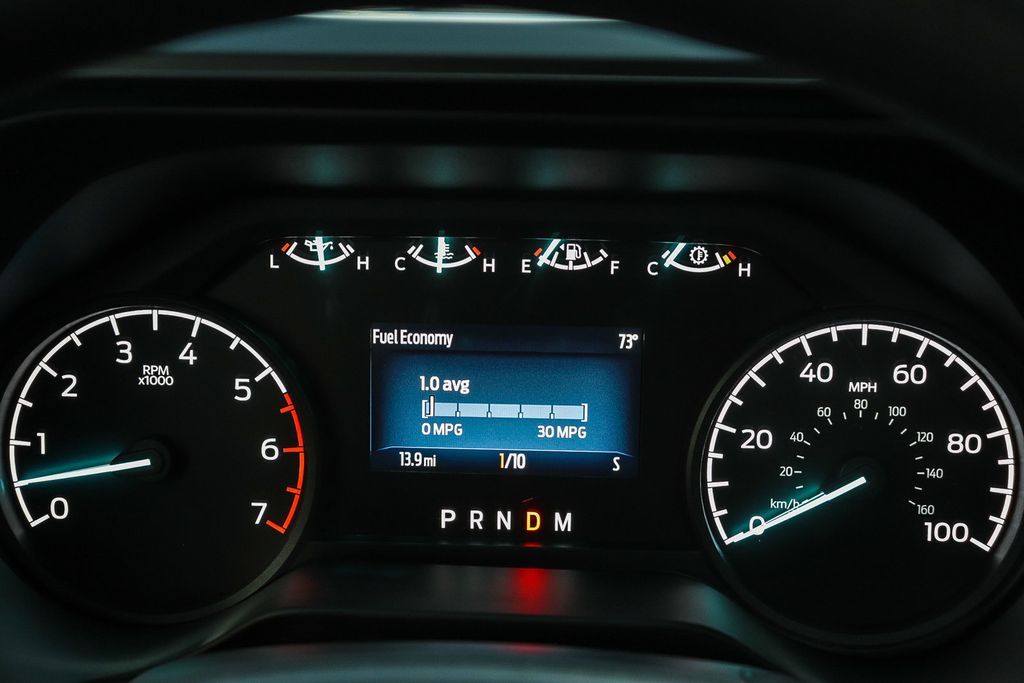 L H C H E F C H
3 4
RPM
x1000
2 5
1 6
0 7
Fuel Economy 73°
1.0 avg
0 MPG 30 MPG
13.9 mi 1/10 S
P R N D M
40 MPH 60
60 80 100
20 40 120 80
20 140
km/h 160
0 100